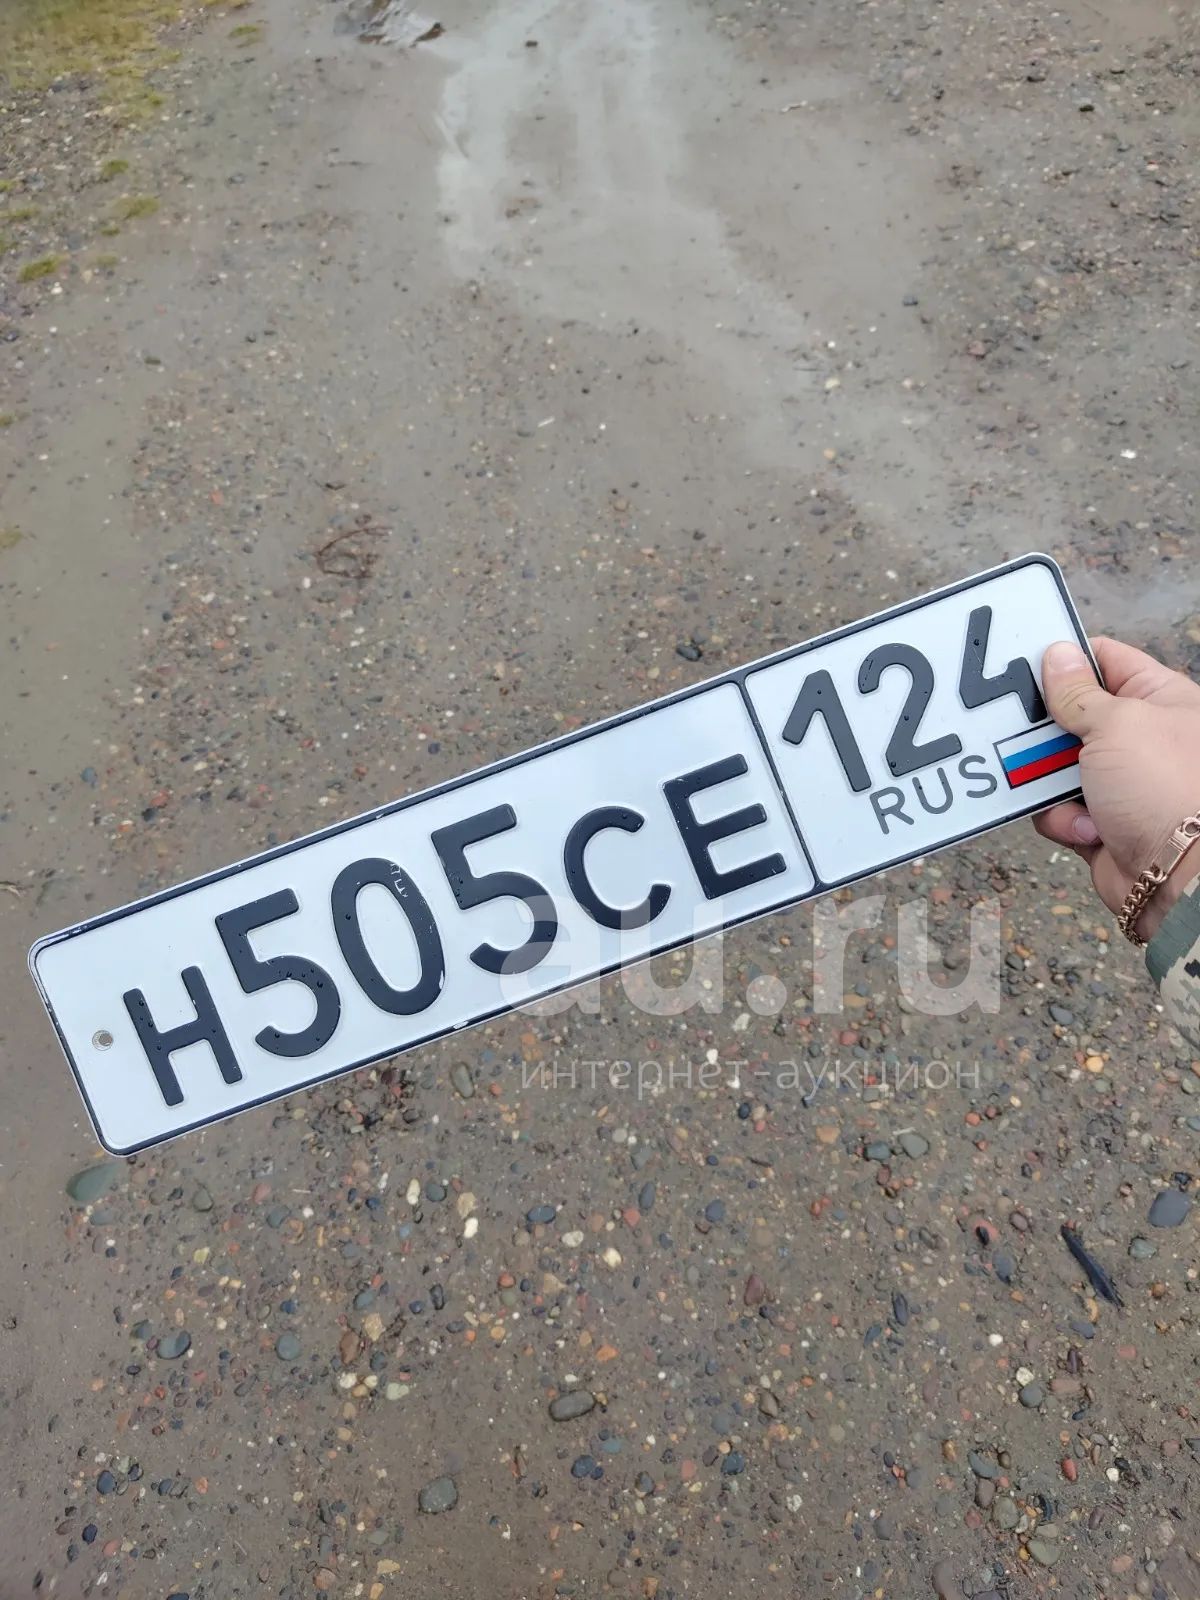 Н505СЕ 124
RUS
au.ru
интернет-аукцион